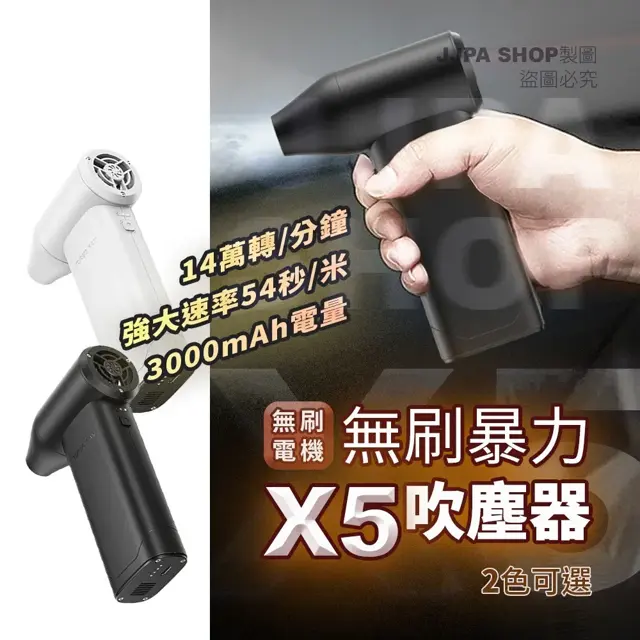 JJPA SHOP製圖
盜圖必究
14萬轉/分鐘
強大速率54秒/米
3000mAh電量
無刷
電機
無刷暴力
X5吹塵器
2色可選